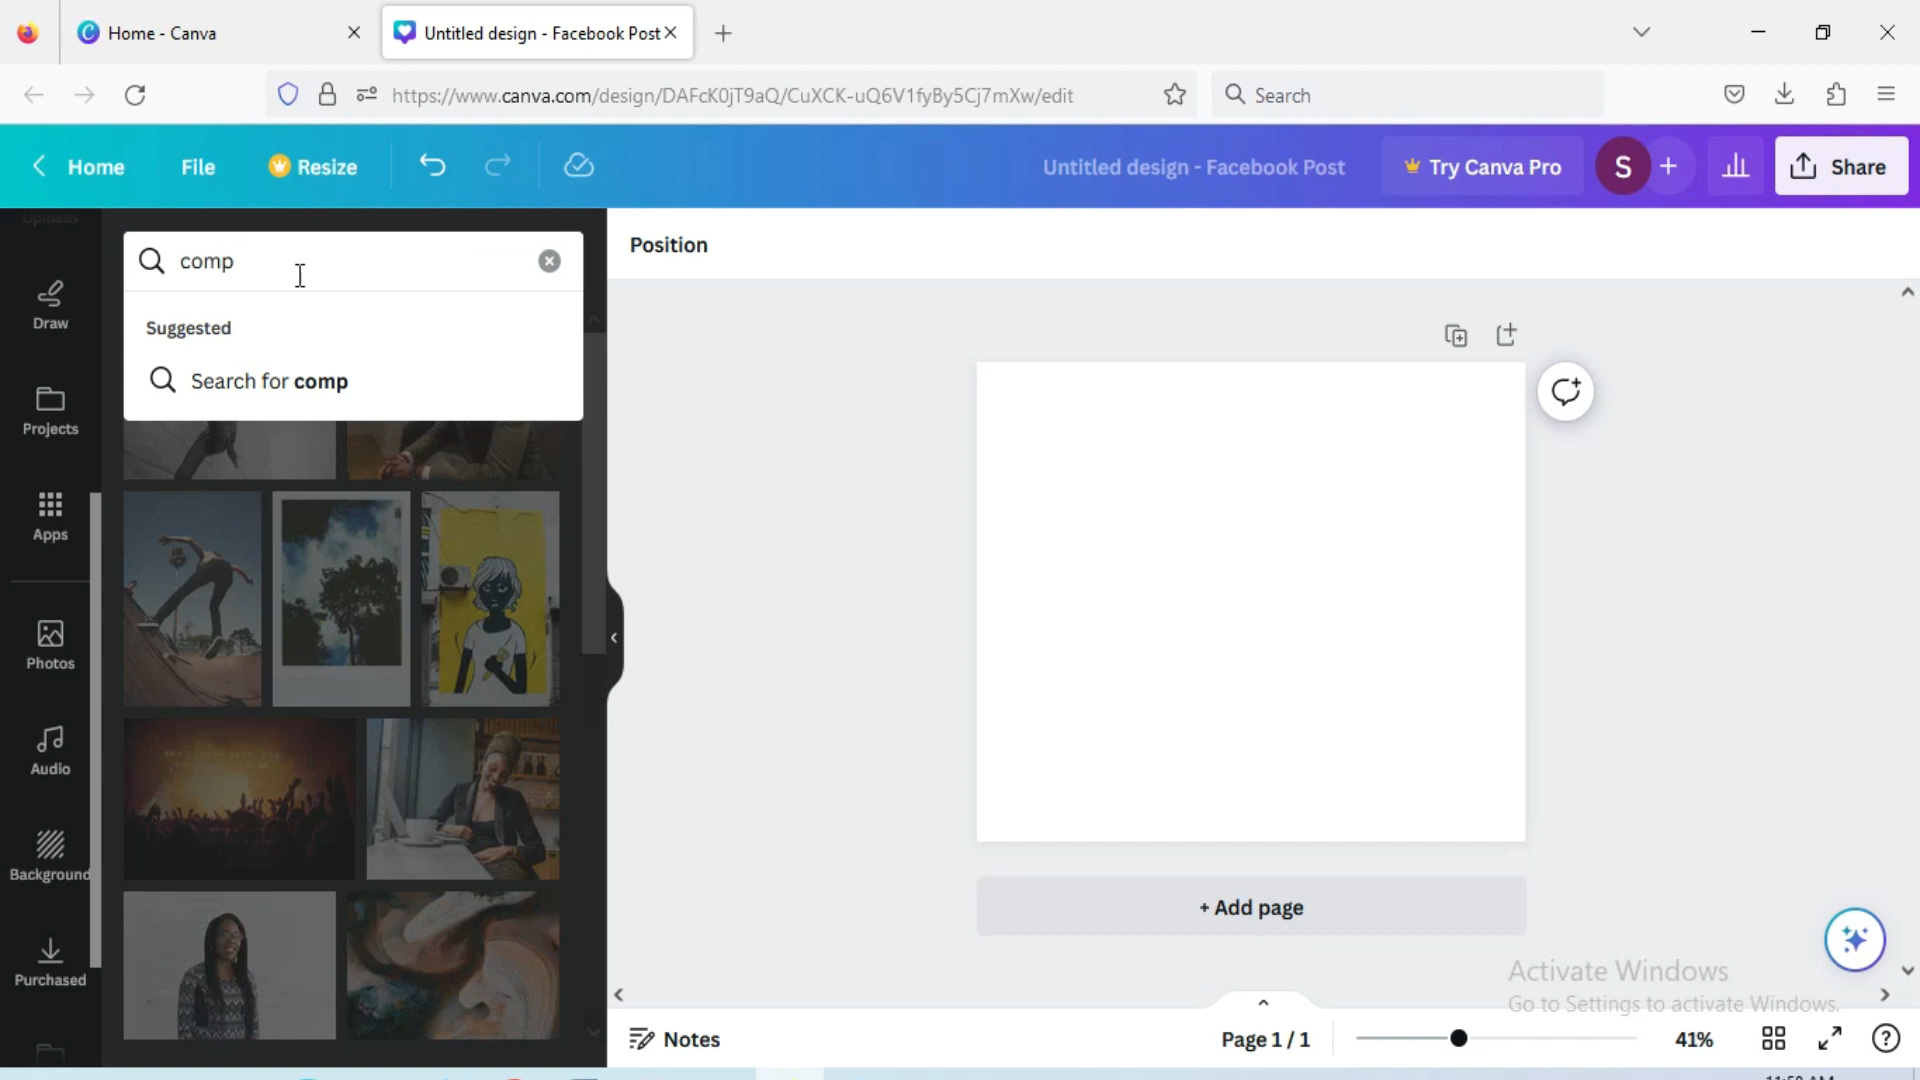 Home - Canva
Untitled design - Facebook Post
https://www.canva.com/design/DAFcK0jT9aQ/CuXCK-uQ6V1fyBy5Cj7mXw/edit
Search
Home
File
Resize
Untitled design - Facebook Post
Try Canva Pro
S
+
Share
Uploads
Draw
Projects
Apps
Photos
Audio
Background
Purchased
comp
Suggested
Search for comp
Position
+ Add page
Activate Windows
Go to Settings to activate Windows.
Notes
Page 1 / 1
41%